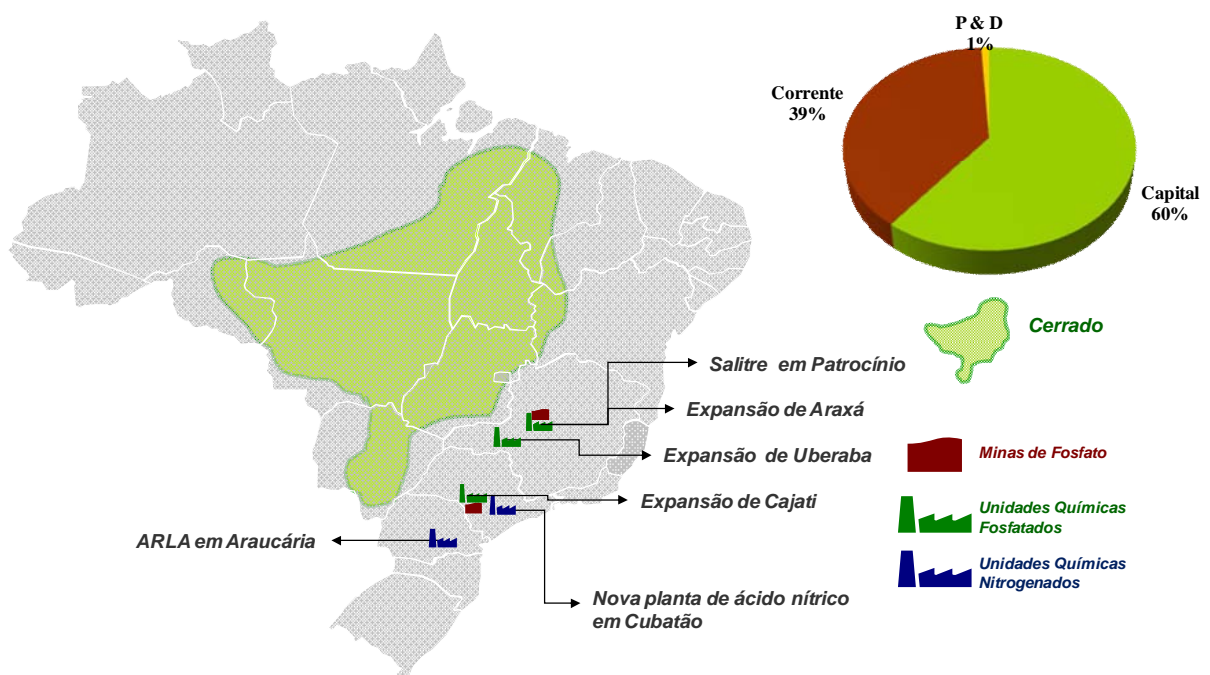 P & D
1%
Corrente
39%
Capital
60%
Cerrado
Salitre em Patrocínio
Expansão de Araxá
Expansão de Uberaba
Expansão de Cajati
ARLA em Araucária
Nova planta de ácido nítrico
em Cubatão
Minas de Fosfato
Unidades Químicas
Fosfatados
Unidades Químicas
Nitrogenados